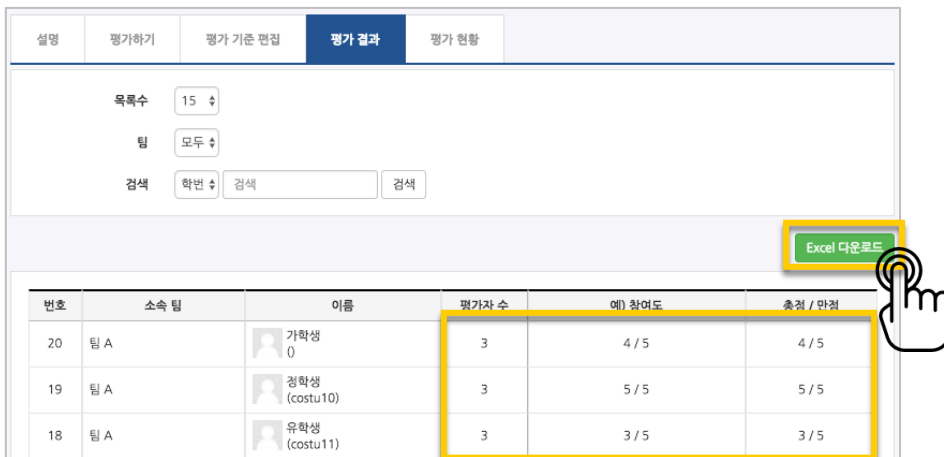 설명 평가하기 평가 기준 편집 평가 결과 평가 현황
목록수 15
팀 모두
검색 학번 검색 검색
Excel 다운로드
번호 소속 팀 이름 평가자 수 예) 참여도 총점 / 만점
20 팀 A 가학생 3 4 / 5 4 / 5
()
19 팀 A 정학생 3 5 / 5 5 / 5
(costu10)
18 팀 A 유학생 3 3 / 5 3 / 5
(costu11)